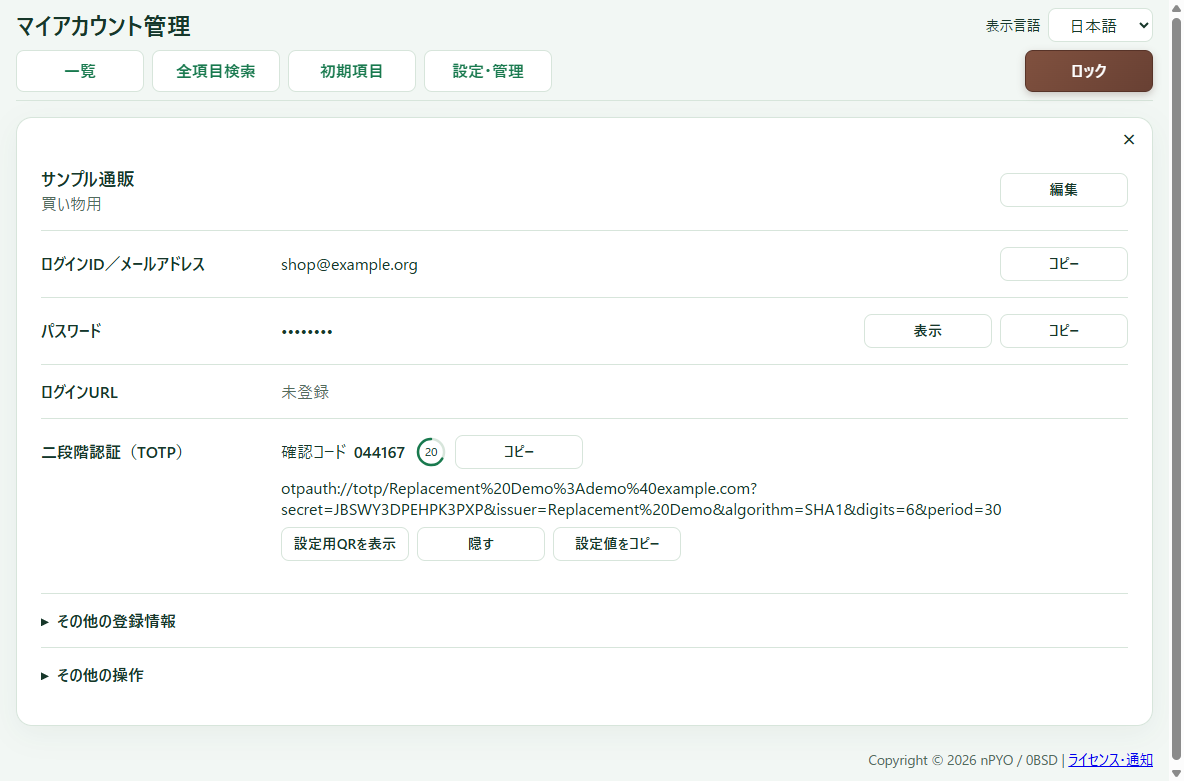 マイアカウント管理
表示言語 日本語
一覧 全項目検索 初期項目 設定・管理 ロック
×
サンプル通販
買い物用
編集
ログインID／メールアドレス shop@example.org コピー
パスワード •••••••• 表示 コピー
ログインURL 未登録
二段階認証（TOTP） 確認コード 044167 20 コピー
otpauth://totp/Replacement%20Demo%3Ademo%40example.com?
secret=JBSWY3DPEHPK3PXP&issuer=Replacement%20Demo&algorithm=SHA1&digits=6&period=30
設定用QRを表示 隠す 設定値をコピー
▸ その他の登録情報
▸ その他の操作
Copyright © 2026 nPYO / 0BSD | ライセンス・通知